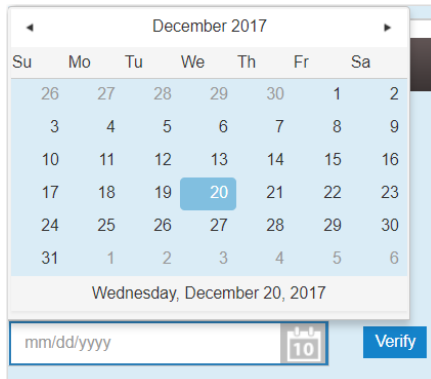 December 2017
Su Mo Tu We Th Fr Sa
26 27 28 29 30 1 2
3 4 5 6 7 8 9
10 11 12 13 14 15 16
17 18 19 20 21 22 23
24 25 26 27 28 29 30
31 1 2 3 4 5 6
Wednesday, December 20, 2017
mm/dd/yyyy 10 Verify